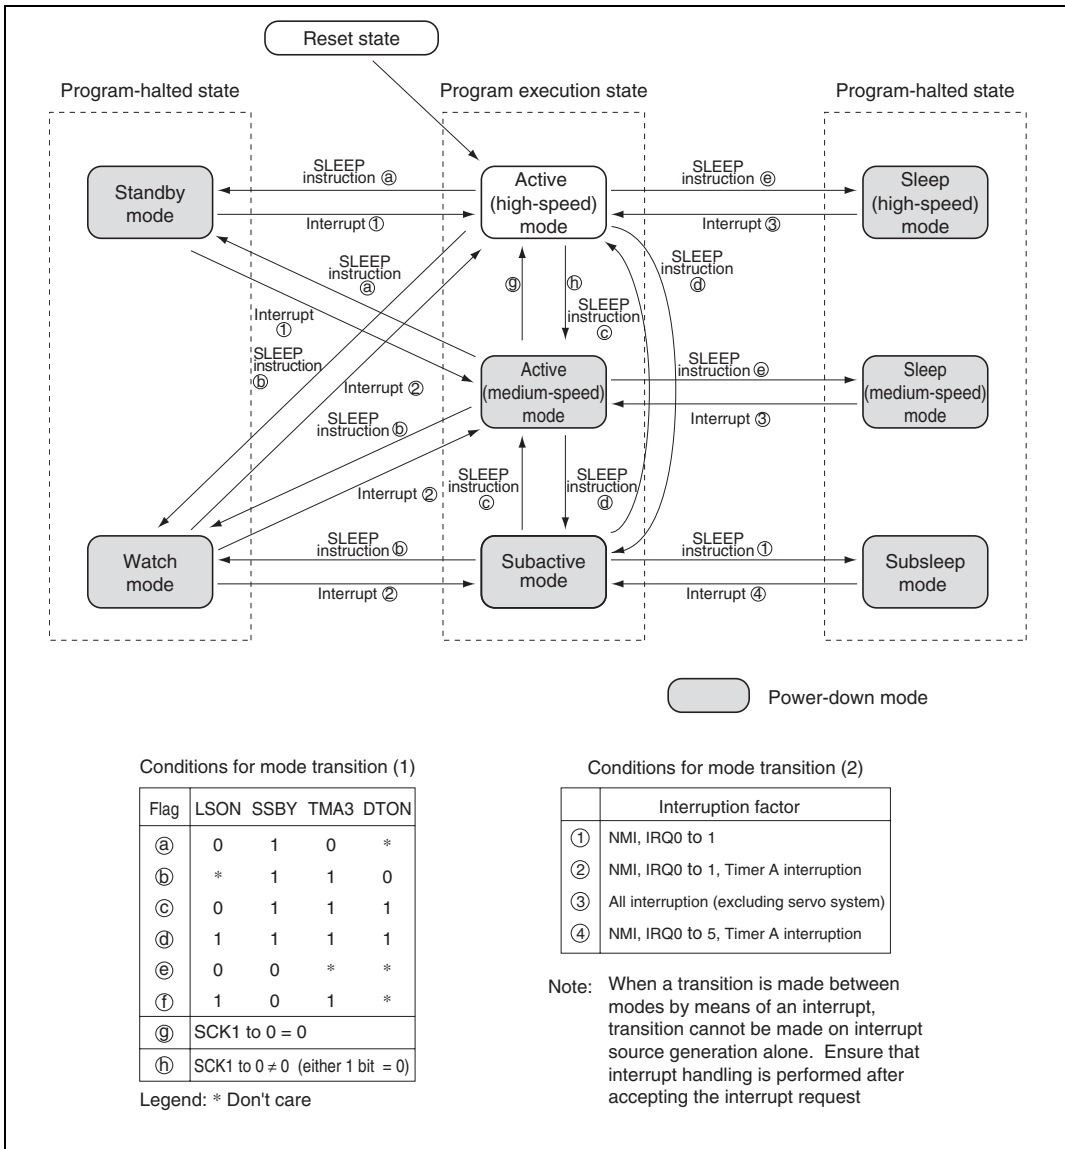 Reset state
Program-halted state
Program execution state
Program-halted state
SLEEP
instruction ⓐ
Interrupt ①
Standby
mode
Active
(high-speed)
mode
SLEEP
instruction ⓔ
Interrupt ③
Sleep
(high-speed)
mode
SLEEP
instruction
ⓐ
Interrupt
①
ⓖ
ⓗ
SLEEP
instruction
ⓓ
SLEEP
instruction
ⓒ
SLEEP
instruction
ⓑ
Interrupt ②
SLEEP
instruction ⓑ
Interrupt ②
Active
(medium-speed)
mode
SLEEP
instruction ⓔ
Interrupt ③
Sleep
(medium-speed)
mode
SLEEP
instruction
ⓒ
SLEEP
instruction
ⓓ
Watch
mode
SLEEP
instruction ⓑ
Interrupt ②
Subactive
mode
SLEEP
instruction ①
Interrupt ④
Subsleep
mode
Power-down mode
Conditions for mode transition (1)
Flag LSON SSBY TMA3 DTON
ⓐ 0 1 0 *
ⓑ * 1 1 0
ⓒ 0 1 1 1
ⓓ 1 1 1 1
ⓔ 0 0 * *
ⓕ 1 0 1 *
ⓖ SCK1 to 0 = 0
ⓗ SCK1 to 0 ≠ 0 (either 1 bit = 0)
Legend: * Don't care
Conditions for mode transition (2)
Interruption factor
① NMI, IRQ0 to 1
② NMI, IRQ0 to 1, Timer A interruption
③ All interruption (excluding servo system)
④ NMI, IRQ0 to 5, Timer A interruption
Note: When a transition is made between
modes by means of an interrupt,
transition cannot be made on interrupt
source generation alone. Ensure that
interrupt handling is performed after
accepting the interrupt request